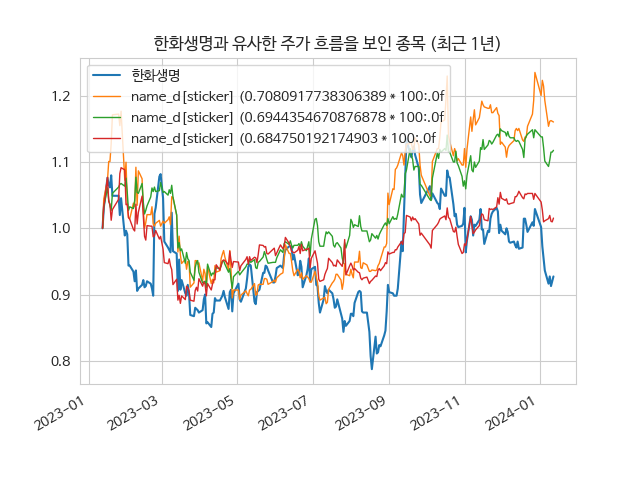 한화생명과 유사한 주가 흐름을 보인 종목 (최근 1년)
한화생명
name_d[sticker] (0.7080917738306389 * 100:.0f
name_d[sticker] (0.6944354670876878 * 100:.0f
name_d[sticker] (0.684750192174903 * 100:.0f
1.2
1.1
1.0
0.9
0.8
2023-01
2023-03
2023-05
2023-07
2023-09
2023-11
2024-01